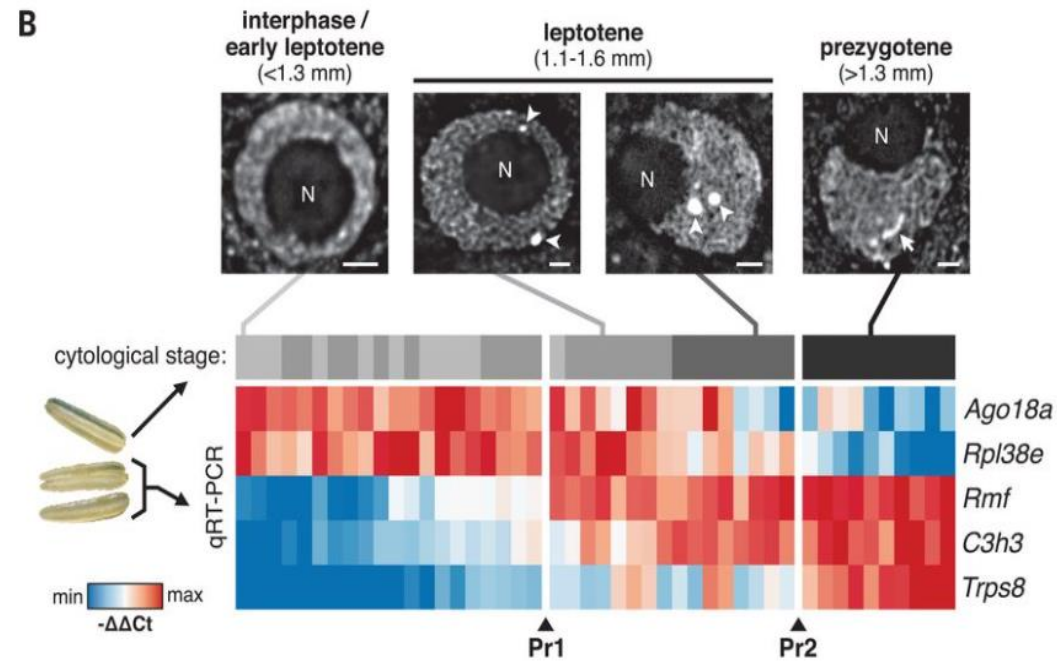 B
interphase /
early leptotene
(<1.3 mm)
leptotene
(1.1-1.6 mm)
prezygotene
(>1.3 mm)
N
N
N
N
cytological stage:
qRT-PCR
Ago18a
Rpl38e
Rmf
C3h3
Trps8
min max
-ΔΔCt
Pr1 Pr2